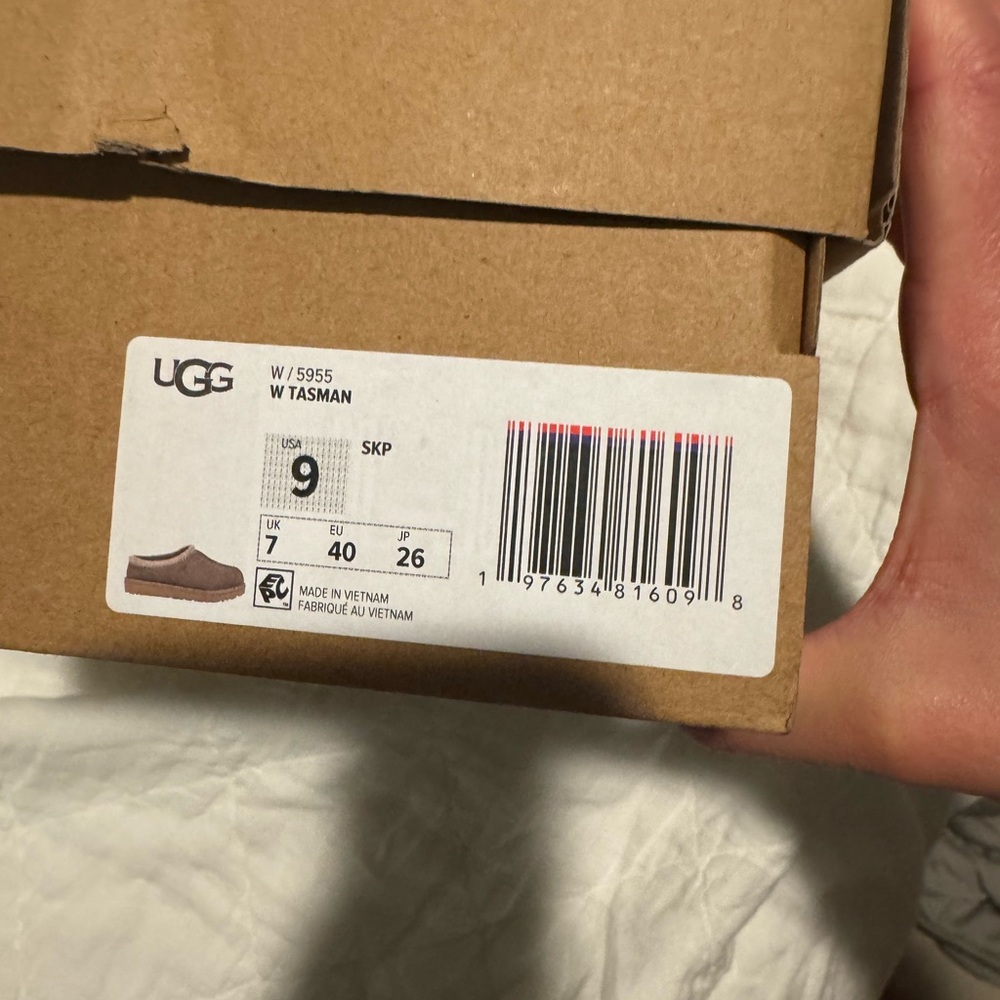 UGG
W / 5955
W TASMAN
USA
9
SKP
UK
7
EU
40
JP
26
EPC™
MADE IN VIETNAM
FABRIQUÉ AU VIETNAM
1 97634 81609 8